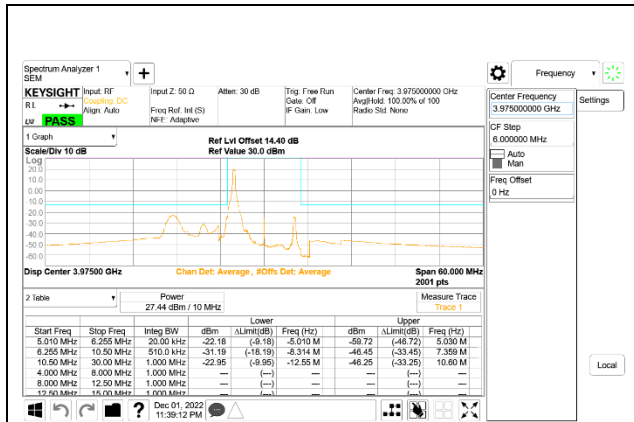 Spectrum Analyzer 1
SEM
Frequency
KEYSIGHT Input: RF Input Z: 50 Ω Atten: 30 dB Trig: Free Run Center Freq: 3.975000000 GHz
R L Coupling: DC Gate: Off Avg|Hold: 100.00% of 100
Align: Auto Freq Ref: Int (S) IF Gain: Low Radio Std: None
NFE: Adaptive
PASS
Center Frequency
3.975000000 GHz
Settings
CF Step
6.000000 MHz
Auto
Man
Freq Offset
0 Hz
Local
1 Graph
Ref Lvl Offset 14.40 dB
Scale/Div 10 dB Ref Value 30.0 dBm
Log
20.0
10.0
0.00
-10.0
-20.0
-30.0
-40.0
-50.0
-60.0
Disp Center 3.97500 GHz Chan Det: Average, #Offs Det: Average Span 60.000 MHz
2001 pts
2 Table Power Measure Trace
27.44 dBm / 10 MHz Trace 1
Lower Upper
Start Freq Stop Freq Integ BW dBm ΔLimit(dB) Freq (Hz) dBm ΔLimit(dB) Freq (Hz)
5.010 MHz 6.255 MHz 20.00 kHz -22.18 (-9.18) -5.010 M -59.72 (-46.72) 5.030 M
6.255 MHz 10.50 MHz 510.0 kHz -31.19 (-18.19) -8.314 M -46.45 (-33.45) 7.359 M
10.50 MHz 30.00 MHz 1.000 MHz -22.95 (-9.95) -12.55 M -46.25 (-33.25) 10.60 M
4.000 MHz 8.000 MHz 1.000 MHz --- (---) --- (---)
8.000 MHz 12.50 MHz 1.000 MHz --- (---) --- (---)
12.50 MHz 15.00 MHz 1.000 MHz --- (---) --- (---)
Dec 01, 2022
11:39:12 PM